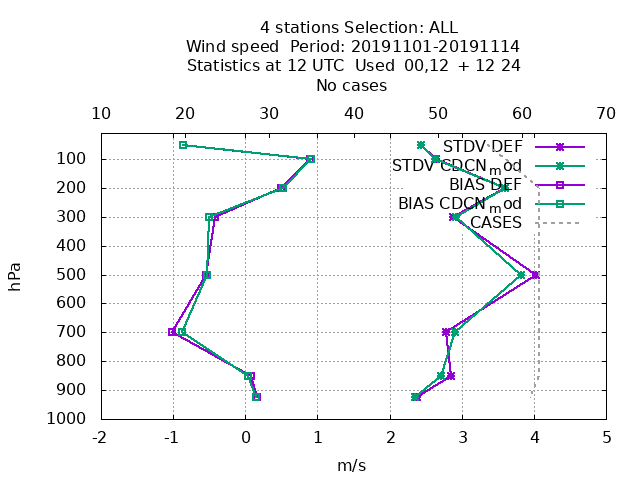 4 stations Selection: ALL
Wind speed  Period: 20191101-20191114
Statistics at 12 UTC  Used  00,12  + 12 24
No cases
10 20 30 40 50 60 70
STDV DEF
STDV CDCN_mod
BIAS DEF
BIAS CDCN_mod
CASES
hPa
100
200
300
400
500
600
700
800
900
1000
-2 -1 0 1 2 3 4 5
m/s